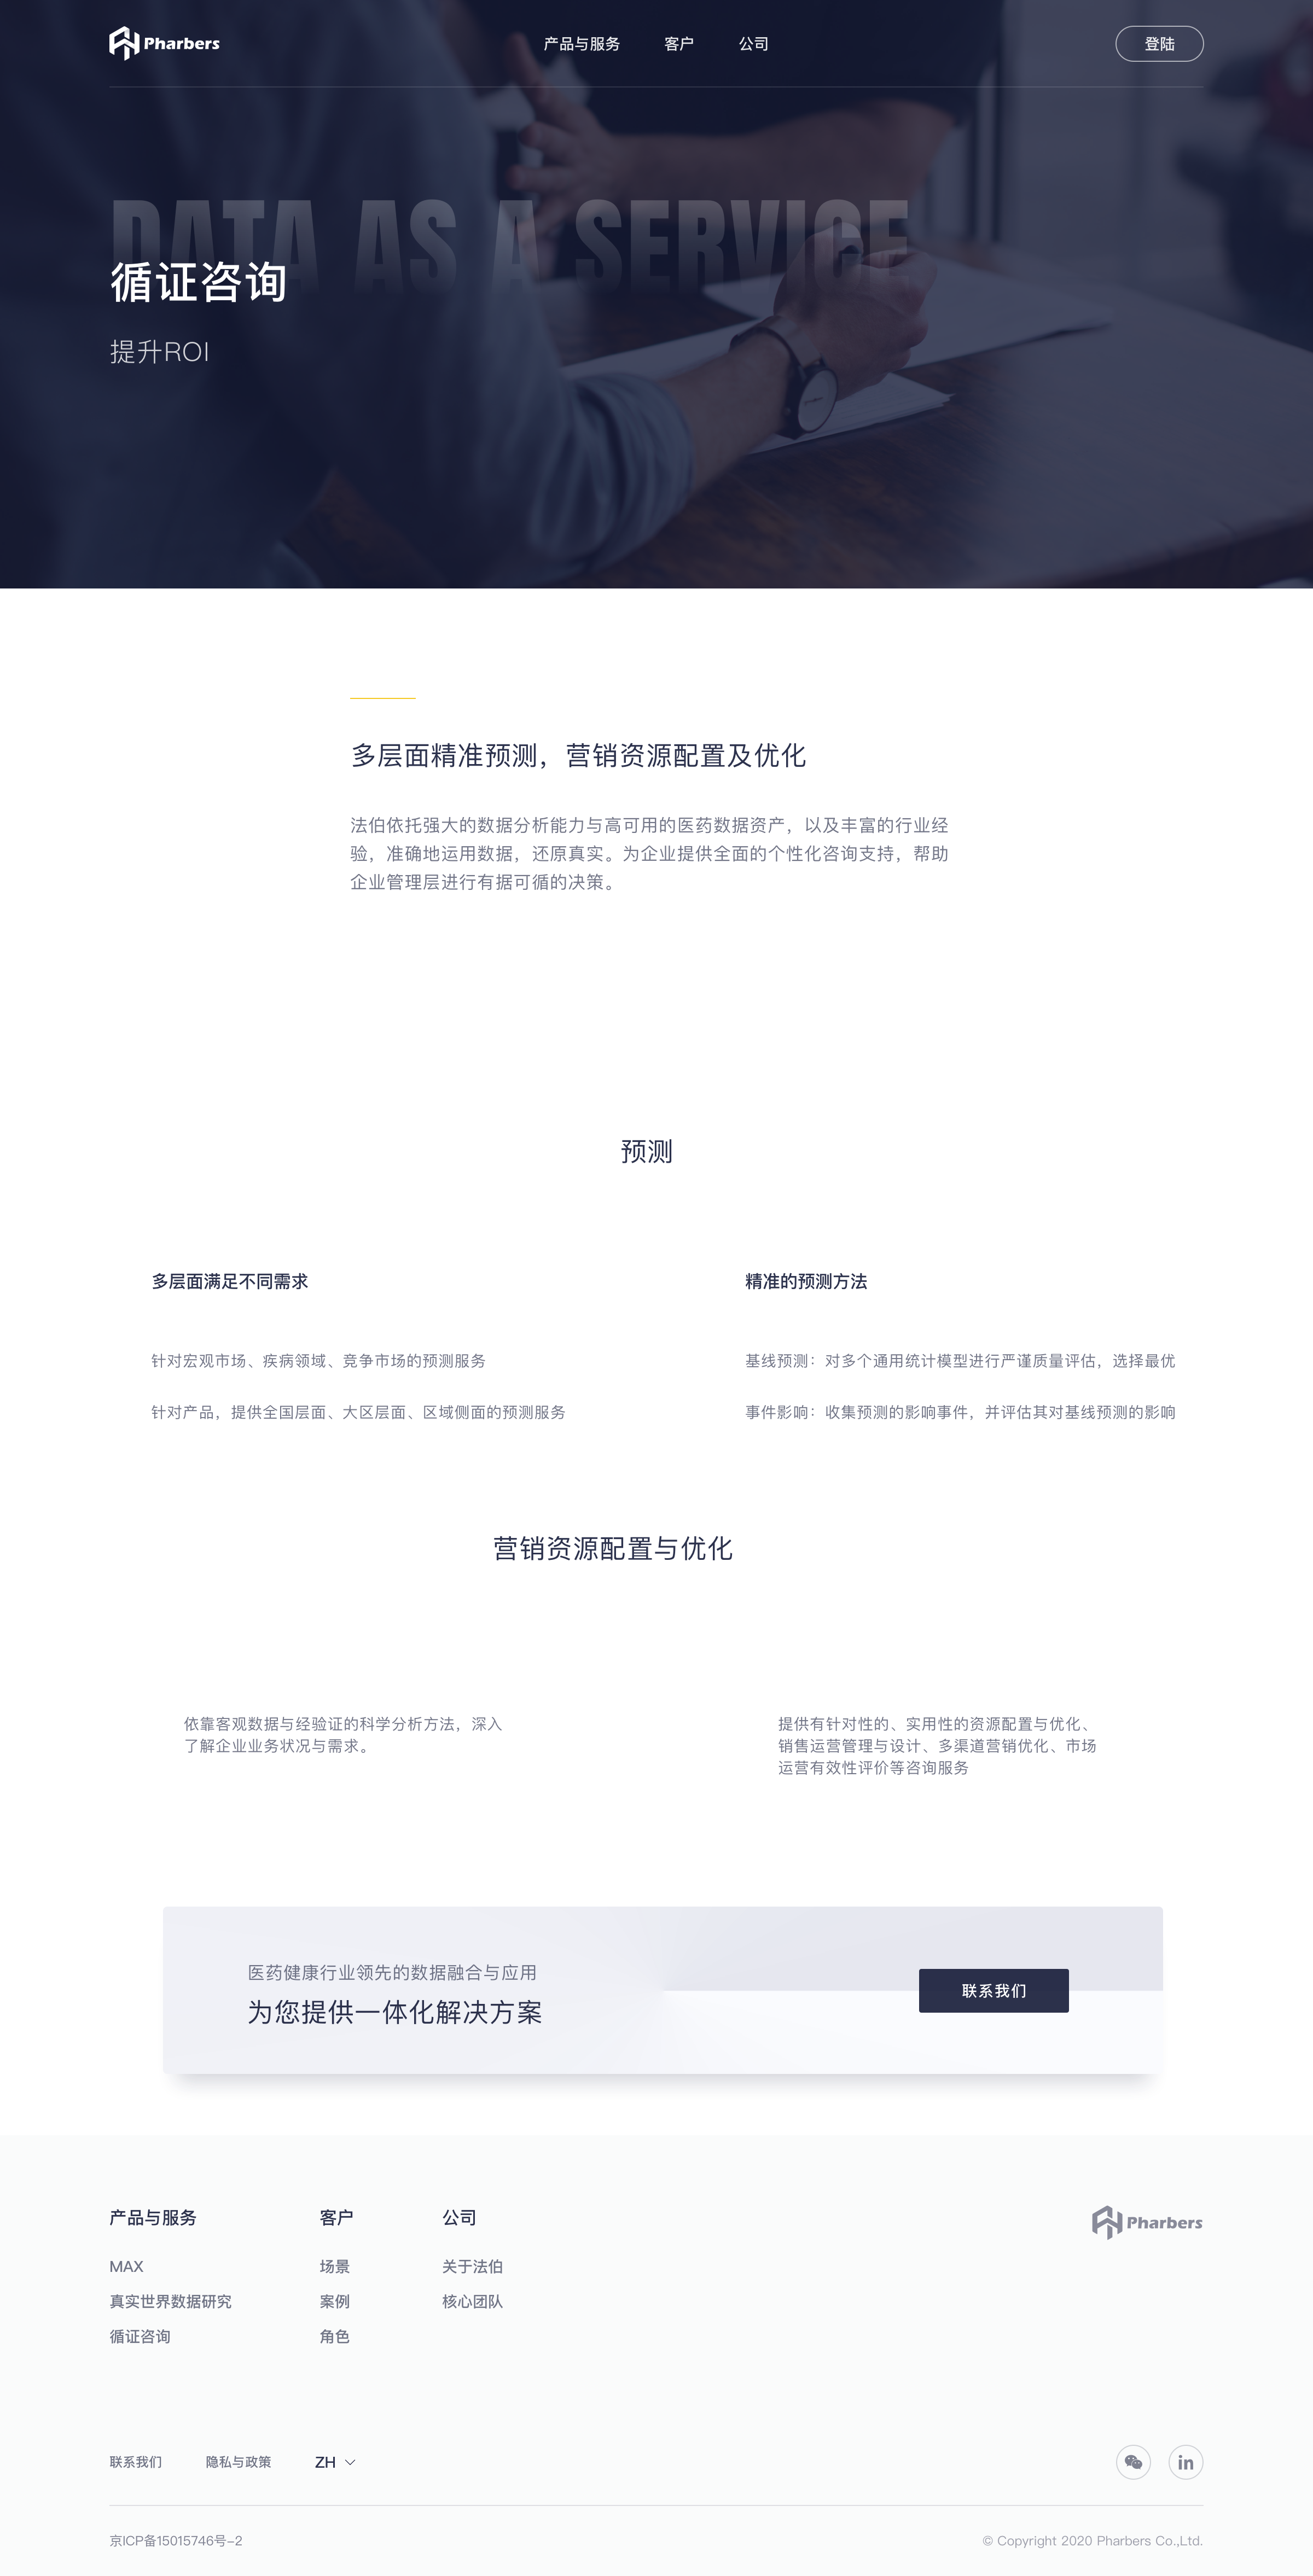 Pharbers
产品与服务
客户
公司
登陆
DATA AS A SERVICE
循证咨询
提升ROI
多层面精准预测，营销资源配置及优化
法伯依托强大的数据分析能力与高可用的医药数据资产，以及丰富的行业经
验，准确地运用数据，还原真实。为企业提供全面的个性化咨询支持，帮助
企业管理层进行有据可循的决策。
预测
多层面满足不同需求
针对宏观市场、疾病领域、竞争市场的预测服务
针对产品，提供全国层面、大区层面、区域侧面的预测服务
精准的预测方法
基线预测：对多个通用统计模型进行严谨质量评估，选择最优
事件影响：收集预测的影响事件，并评估其对基线预测的影响
营销资源配置与优化
依靠客观数据与经验证的科学分析方法，深入
了解企业业务状况与需求。
提供有针对性的、实用性的资源配置与优化、
销售运营管理与设计、多渠道营销优化、市场
运营有效性评价等咨询服务
医药健康行业领先的数据融合与应用
为您提供一体化解决方案
联系我们
产品与服务
MAX
真实世界数据研究
循证咨询
客户
场景
案例
角色
公司
关于法伯
核心团队
Pharbers
联系我们
隐私与政策
ZH
in
京ICP备15015746号-2
© Copyright 2020 Pharbers Co.,Ltd.